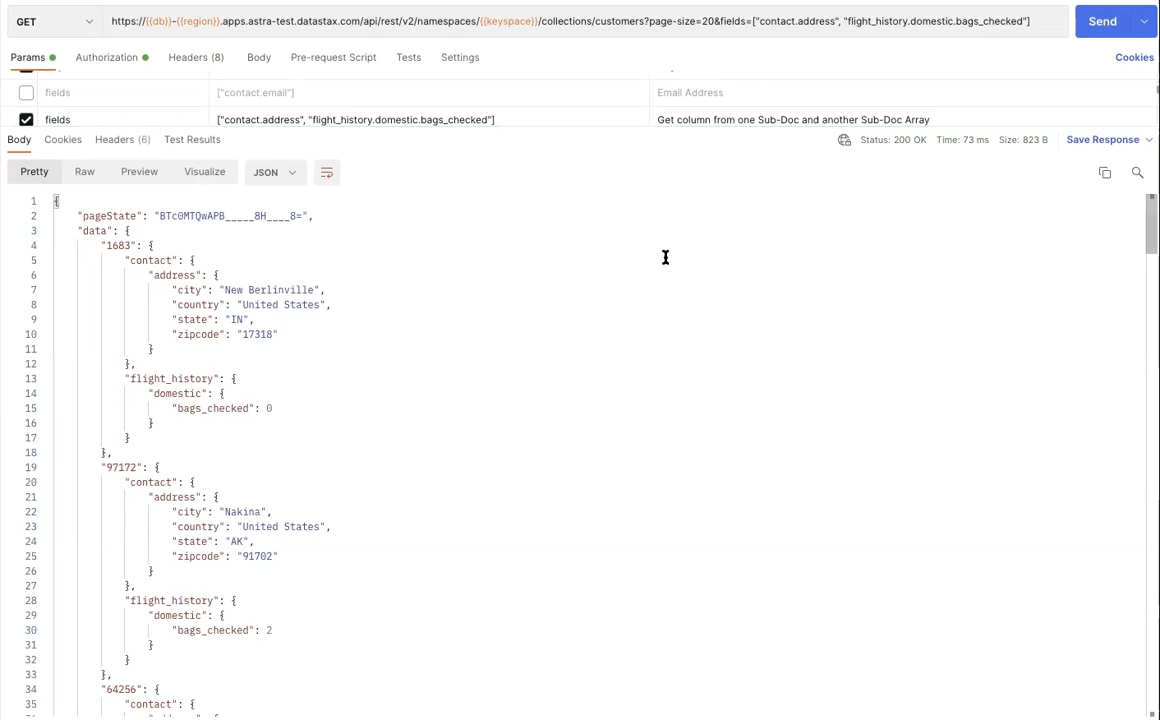 GET https://{{db}}-{{region}}.apps.astra-test.datastax.com/api/rest/v2/namespaces/{{keyspace}}/collections/customers?page-size=20&fields=["contact.address", "flight_history.domestic.bags_checked"] Send
Params Authorization Headers (8) Body Pre-request Script Tests Settings Cookies
fields ["contact.email"] Email Address
fields ["contact.address", "flight_history.domestic.bags_checked"] Get column from one Sub-Doc and another Sub-Doc Array
Body Cookies Headers (6) Test Results Status: 200 OK Time: 73 ms Size: 823 B Save Response
Pretty Raw Preview Visualize JSON
1 {
2 "pageState": "BTc0MTQwAPB_____8H____8=",
3 "data": {
4 "1683": {
5 "contact": {
6 "address": {
7 "city": "New Berlinville",
8 "country": "United States",
9 "state": "IN",
10 "zipcode": "17318"
11 }
12 },
13 "flight_history": {
14 "domestic": {
15 "bags_checked": 0
16 }
17 }
18 },
19 "97172": {
20 "contact": {
21 "address": {
22 "city": "Nakina",
23 "country": "United States",
24 "state": "AK",
25 "zipcode": "91702"
26 }
27 },
28 "flight_history": {
29 "domestic": {
30 "bags_checked": 2
31 }
32 }
33 },
34 "64256": {
35 "contact": {